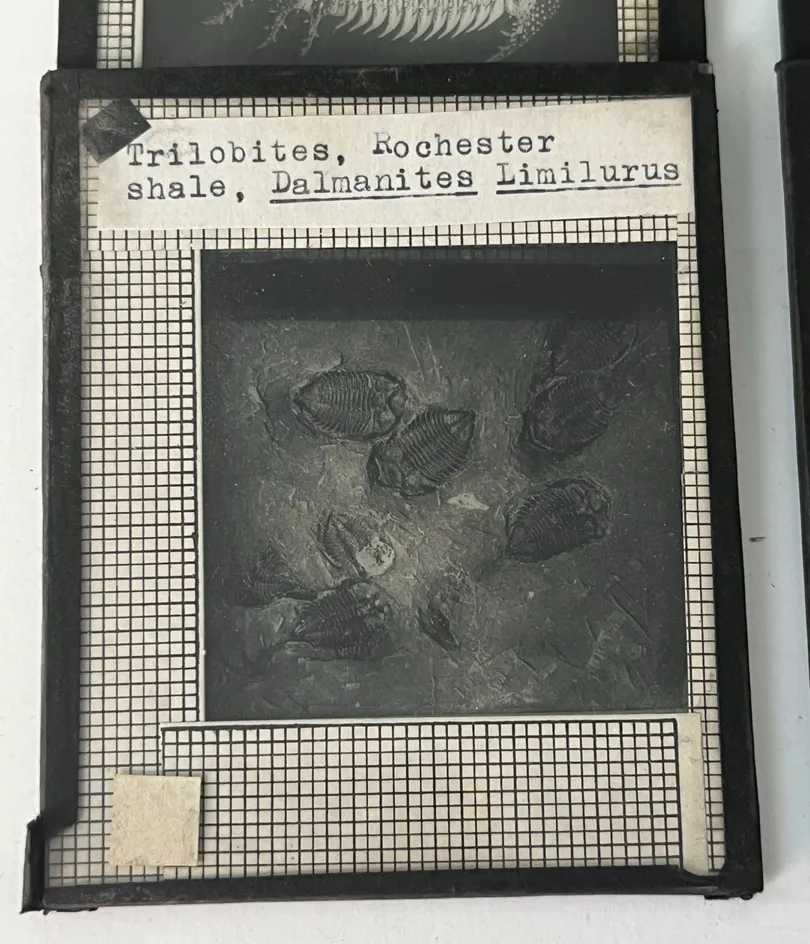 Trilobites, Rochester
shale, Dalmanites Limilurus